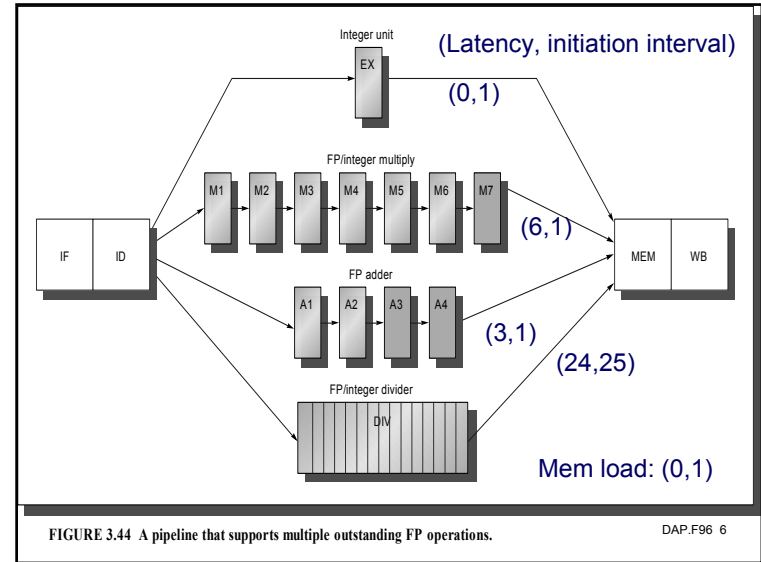 Integer unit
(Latency, initiation interval)
EX
(0,1)
FP/integer multiply
M1 M2 M3 M4 M5 M6 M7
(6,1)
IF ID
MEM WB
FP adder
A1 A2 A3 A4
(3,1)
(24,25)
FP/integer divider
DIV
Mem load: (0,1)
FIGURE 3.44 A pipeline that supports multiple outstanding FP operations.
DAP.F96 6